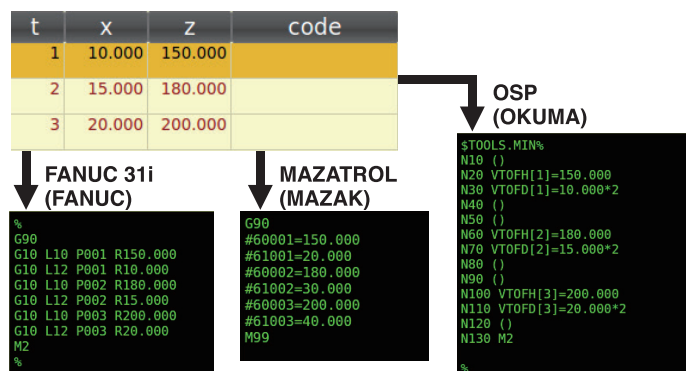 t x z code
1 10.000 150.000
2 15.000 180.000
3 20.000 200.000
FANUC 31i
(FANUC)
%
G90
G10 L10 P001 R150.000
G10 L12 P001 R10.000
G10 L10 P002 R180.000
G10 L12 P002 R15.000
G10 L10 P003 R200.000
G10 L12 P003 R20.000
M2
%
MAZATROL
(MAZAK)
G90
#60001=150.000
#61001=20.000
#60002=180.000
#61002=30.000
#60003=200.000
#61003=40.000
M99
OSP
(OKUMA)
$TOOLS.MIN%
N10 ()
N20 VTOFH[1]=150.000
N30 VTOFD[1]=10.000*2
N40 ()
N50 ()
N60 VTOFH[2]=180.000
N70 VTOFD[2]=15.000*2
N80 ()
N90 ()
N100 VTOFH[3]=200.000
N110 VTOFD[3]=20.000*2
N120 ()
N130 M2
%